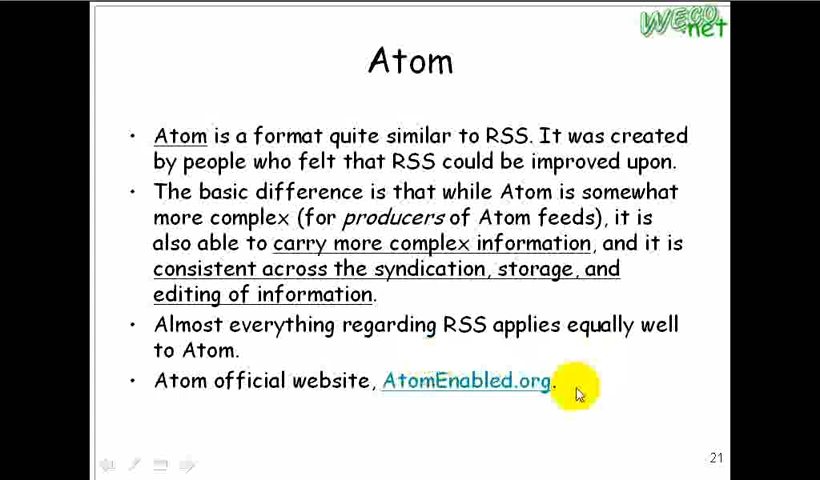 WECO
.net
Atom
• Atom is a format quite similar to RSS. It was created
by people who felt that RSS could be improved upon.
• The basic difference is that while Atom is somewhat
more complex (for producers of Atom feeds), it is
also able to carry more complex information, and it is
consistent across the syndication, storage, and
editing of information.
• Almost everything regarding RSS applies equally well
to Atom.
• Atom official website, AtomEnabled.org.
21